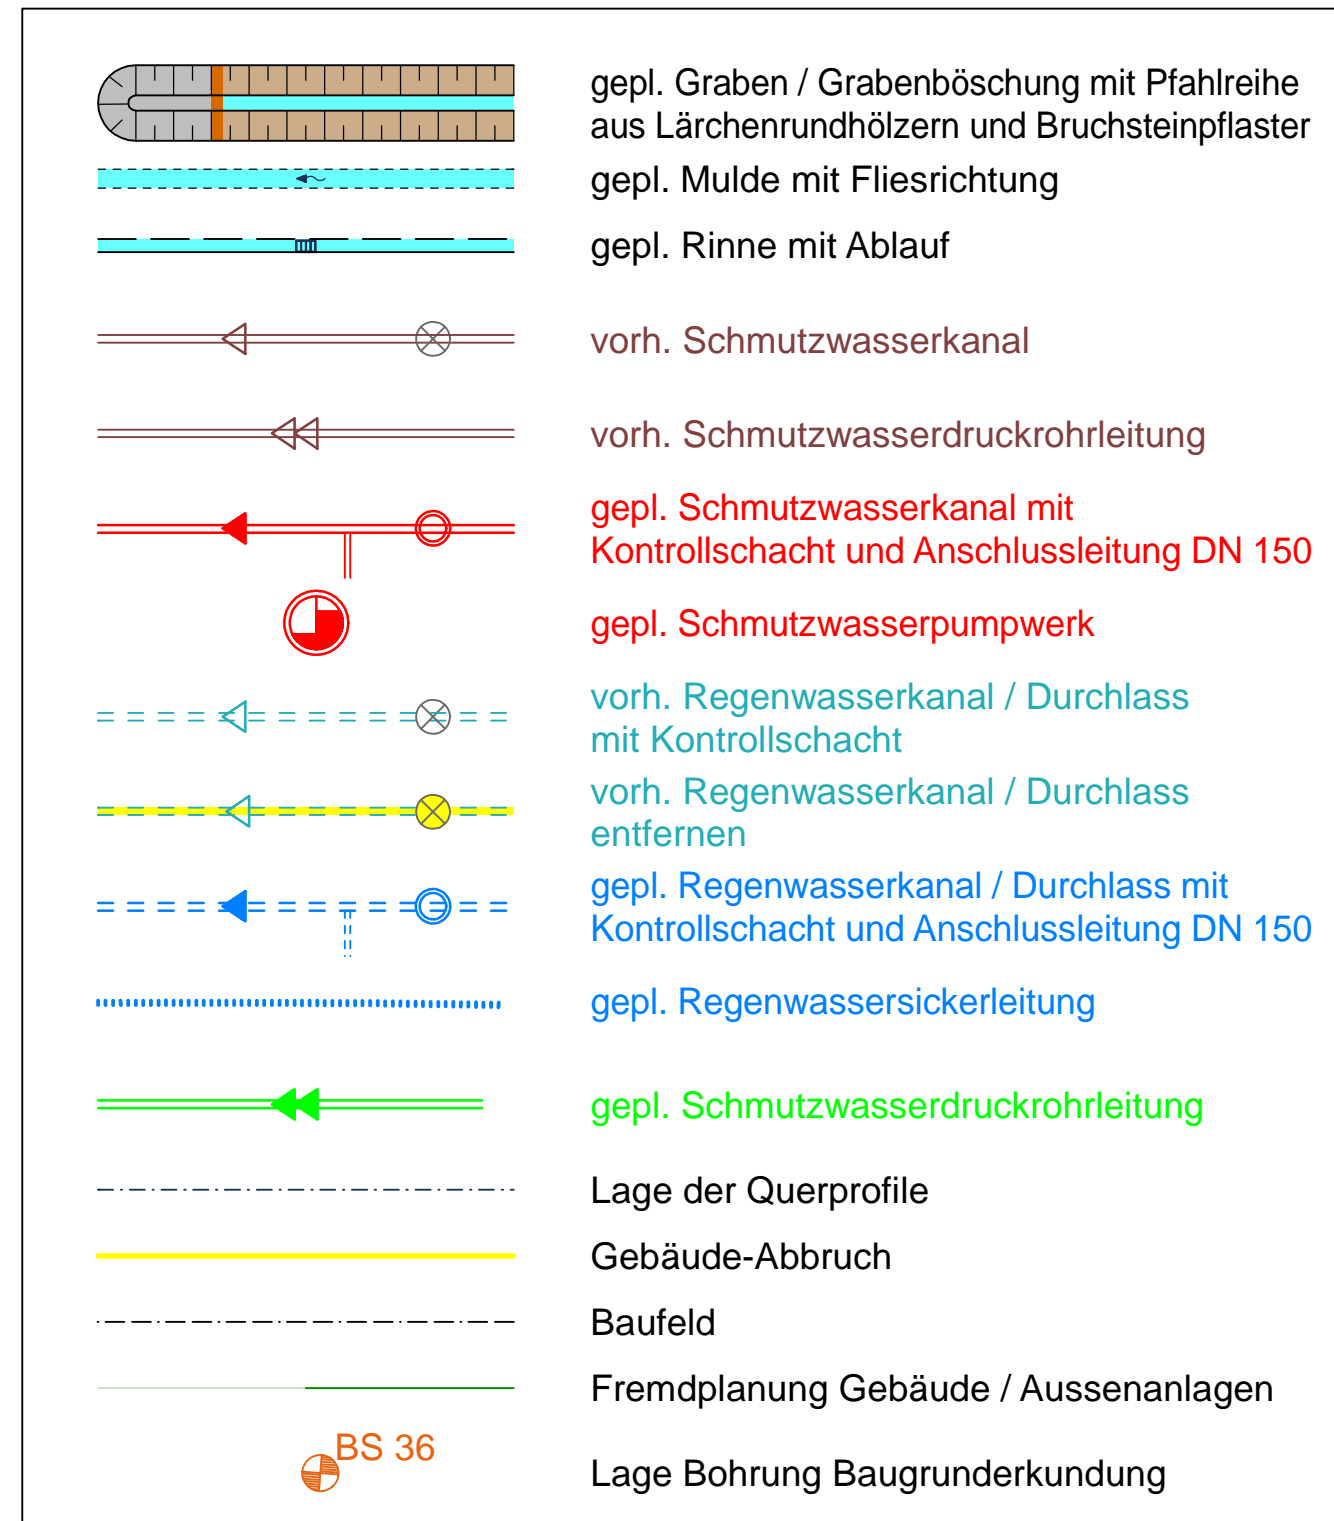 gepl. Graben / Grabenböschung mit Pfahlreihe
aus Lärchenrundhölzern und Bruchsteinpflaster
gepl. Mulde mit Fliesrichtung
gepl. Rinne mit Ablauf
vorh. Schmutzwasserkanal
vorh. Schmutzwasserdruckrohrleitung
gepl. Schmutzwasserkanal mit
Kontrollschacht und Anschlussleitung DN 150
gepl. Schmutzwasserpumpwerk
vorh. Regenwasserkanal / Durchlass
mit Kontrollschacht
vorh. Regenwasserkanal / Durchlass
entfernen
gepl. Regenwasserkanal / Durchlass mit
Kontrollschacht und Anschlussleitung DN 150
gepl. Regenwassersickerleitung
gepl. Schmutzwasserdruckrohrleitung
Lage der Querprofile
Gebäude-Abbruch
Baufeld
Fremdplanung Gebäude / Aussenanlagen
BS 36
Lage Bohrung Baugrunderkundung